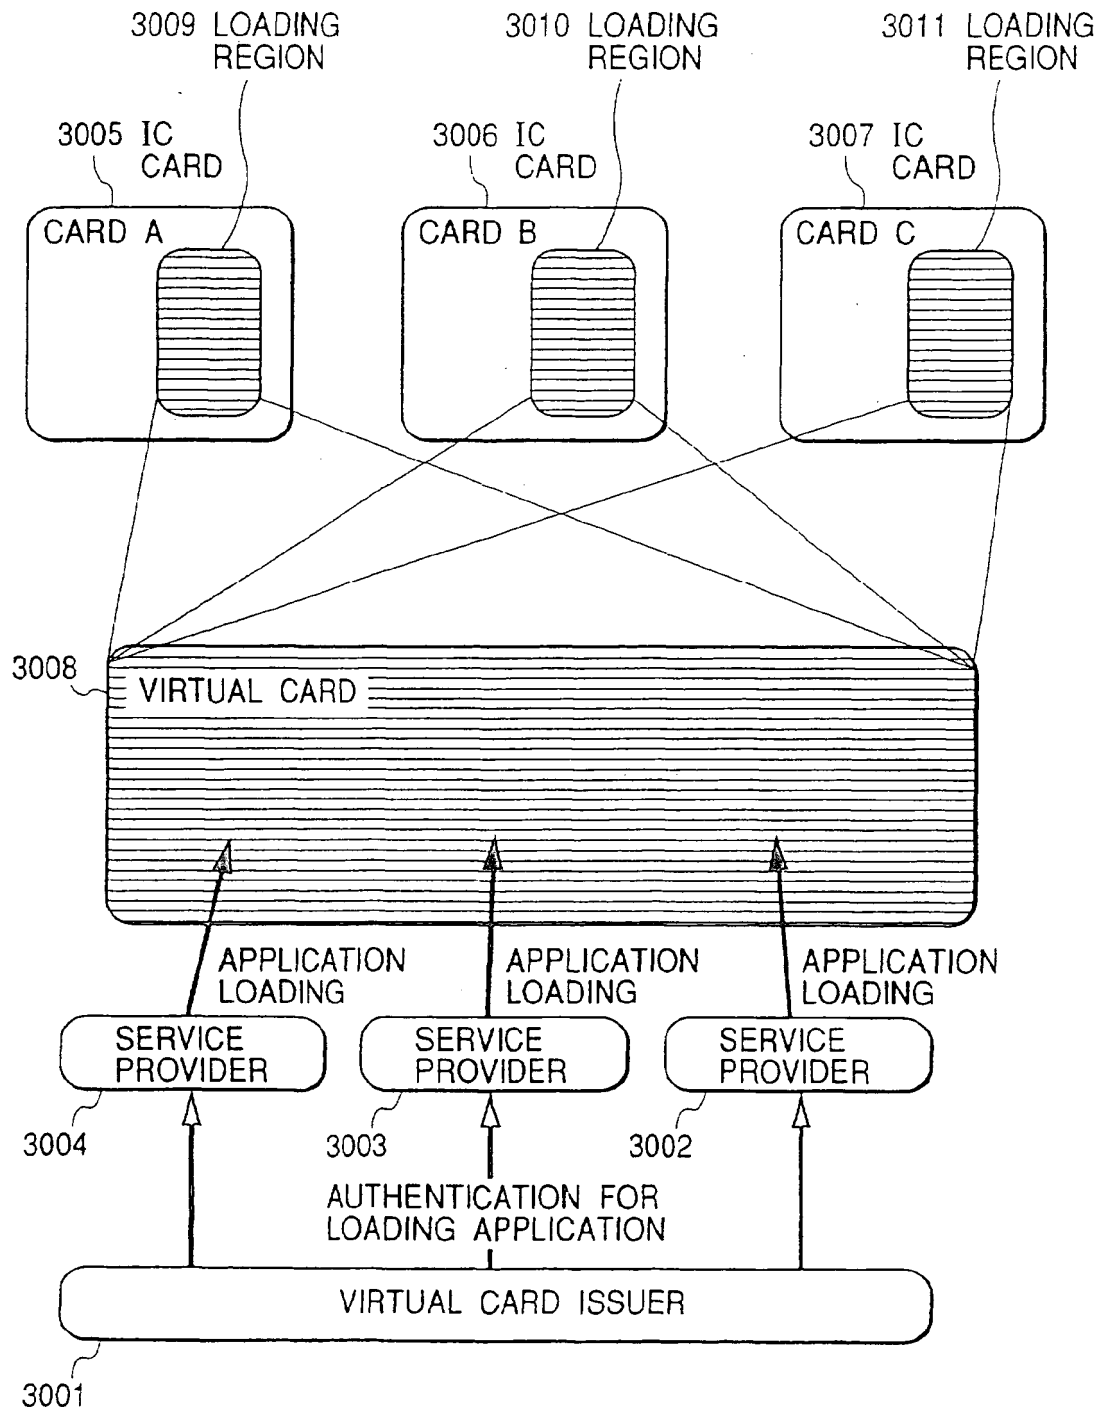 3009 LOADING
REGION
3010 LOADING
REGION
3011 LOADING
REGION
3005 IC
CARD
3006 IC
CARD
3007 IC
CARD
CARD A
CARD B
CARD C
3008
VIRTUAL CARD
APPLICATION
LOADING
APPLICATION
LOADING
APPLICATION
LOADING
SERVICE
PROVIDER
SERVICE
PROVIDER
SERVICE
PROVIDER
3004
3003
3002
AUTHENTICATION FOR
LOADING APPLICATION
VIRTUAL CARD ISSUER
3001